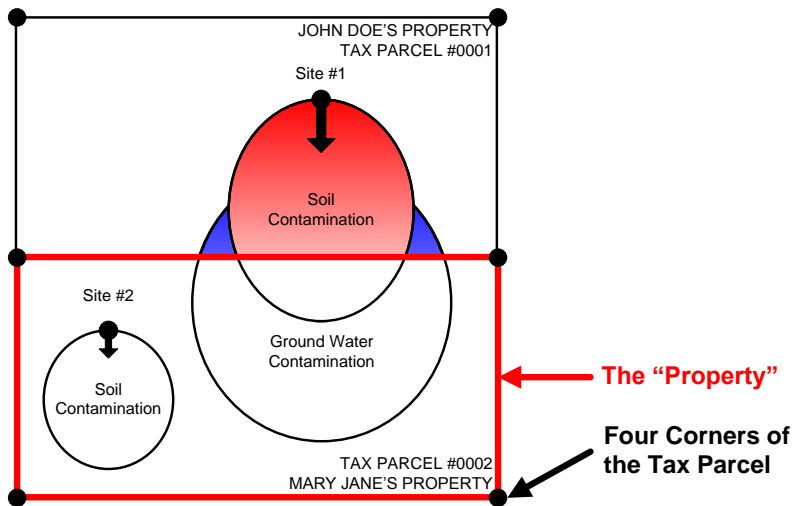 JOHN DOE'S PROPERTY
TAX PARCEL #0001
Site #1
Soil
Contamination
Site #2
Ground Water
Contamination
Soil
Contamination
The “Property”
Four Corners of
the Tax Parcel
TAX PARCEL #0002
MARY JANE'S PROPERTY